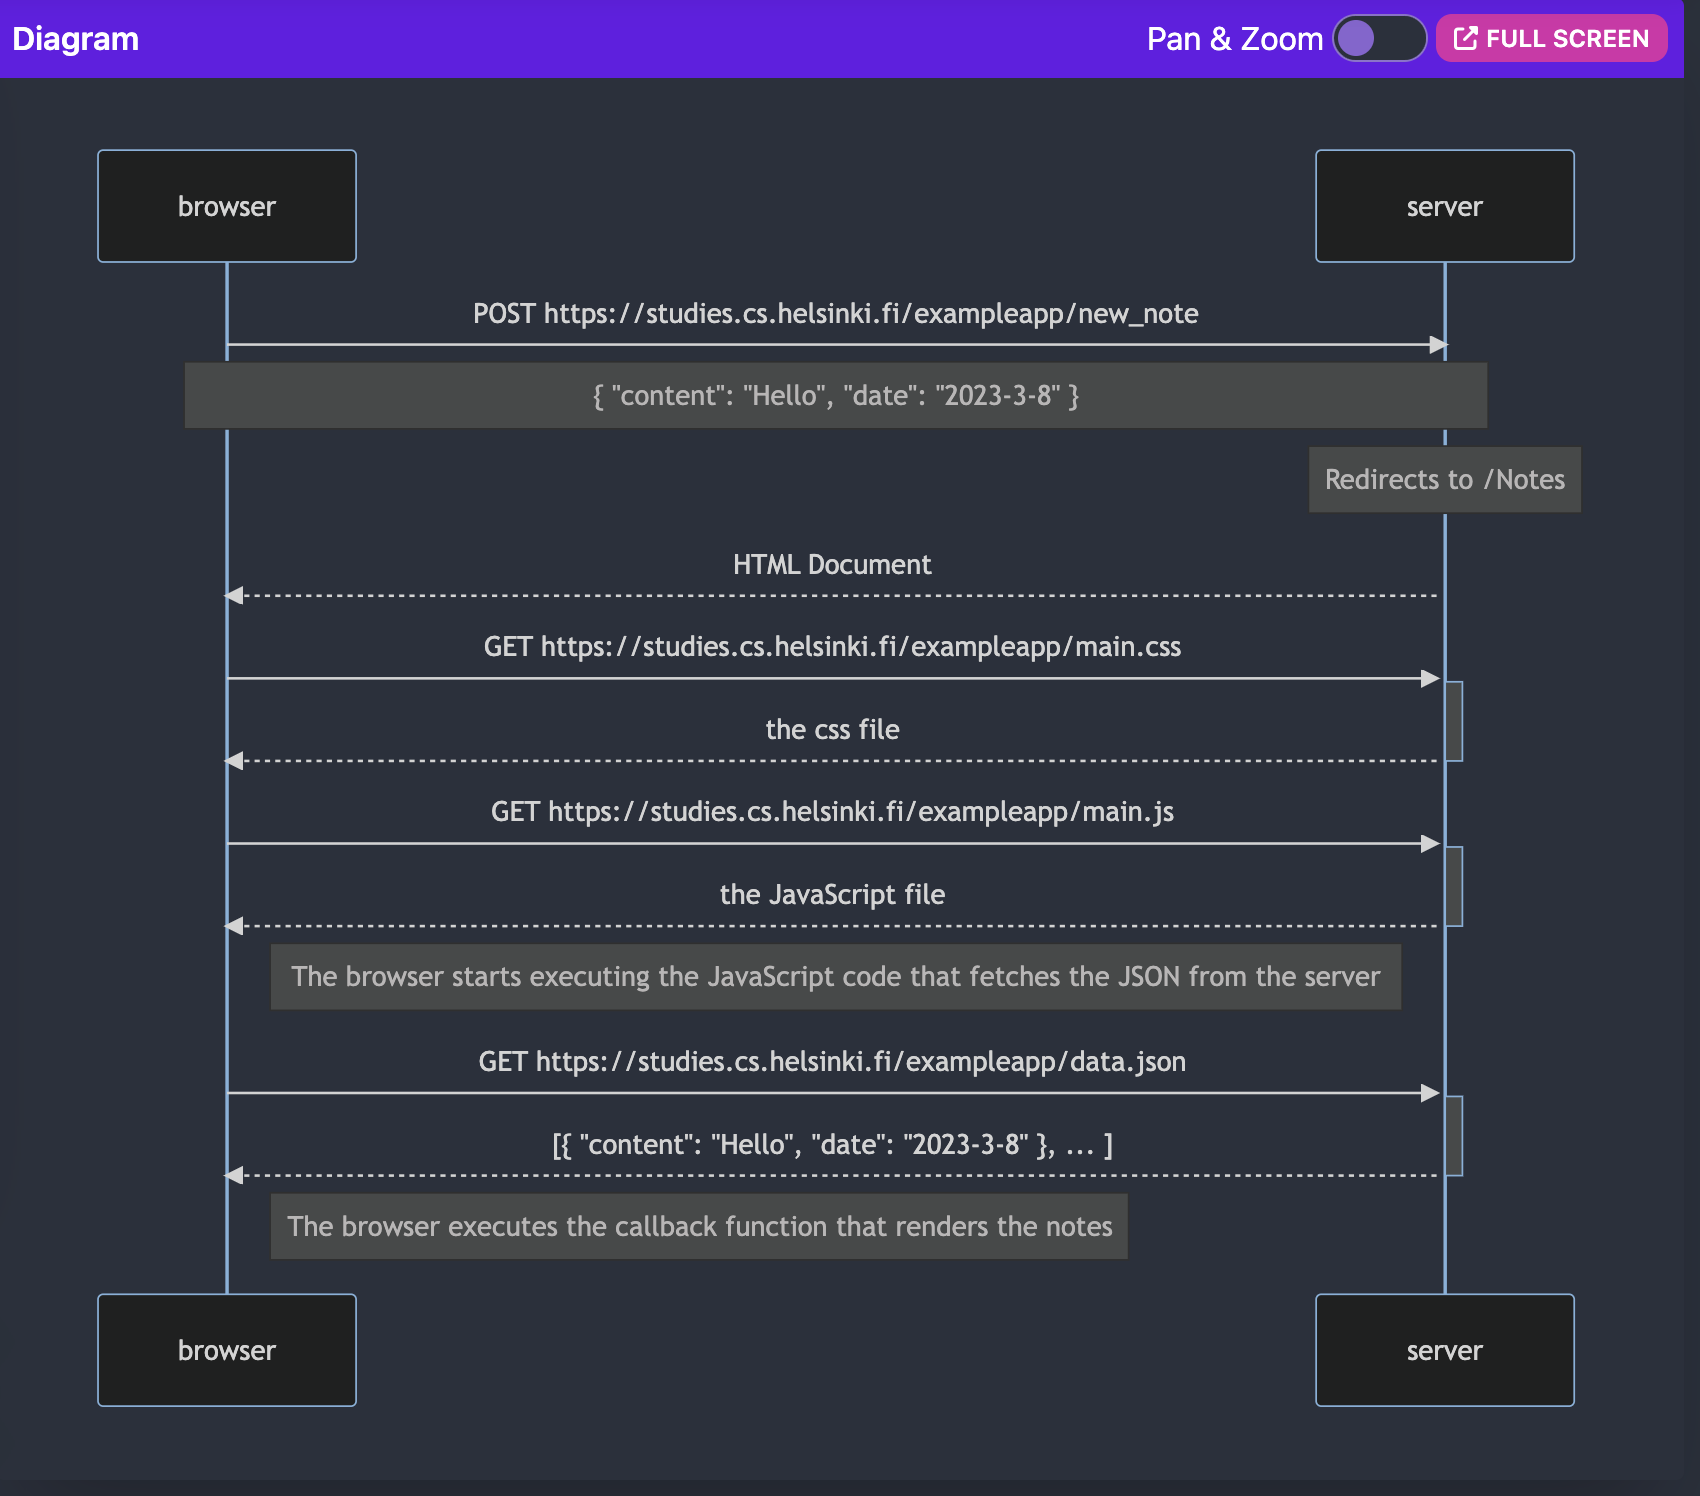 Diagram
Pan & Zoom
FULL SCREEN
browser
server
POST https://studies.cs.helsinki.fi/exampleapp/new_note
{ "content": "Hello", "date": "2023-3-8" }
Redirects to /Notes
HTML Document
GET https://studies.cs.helsinki.fi/exampleapp/main.css
the css file
GET https://studies.cs.helsinki.fi/exampleapp/main.js
the JavaScript file
The browser starts executing the JavaScript code that fetches the JSON from the server
GET https://studies.cs.helsinki.fi/exampleapp/data.json
[{ "content": "Hello", "date": "2023-3-8" }, ... ]
The browser executes the callback function that renders the notes
browser
server